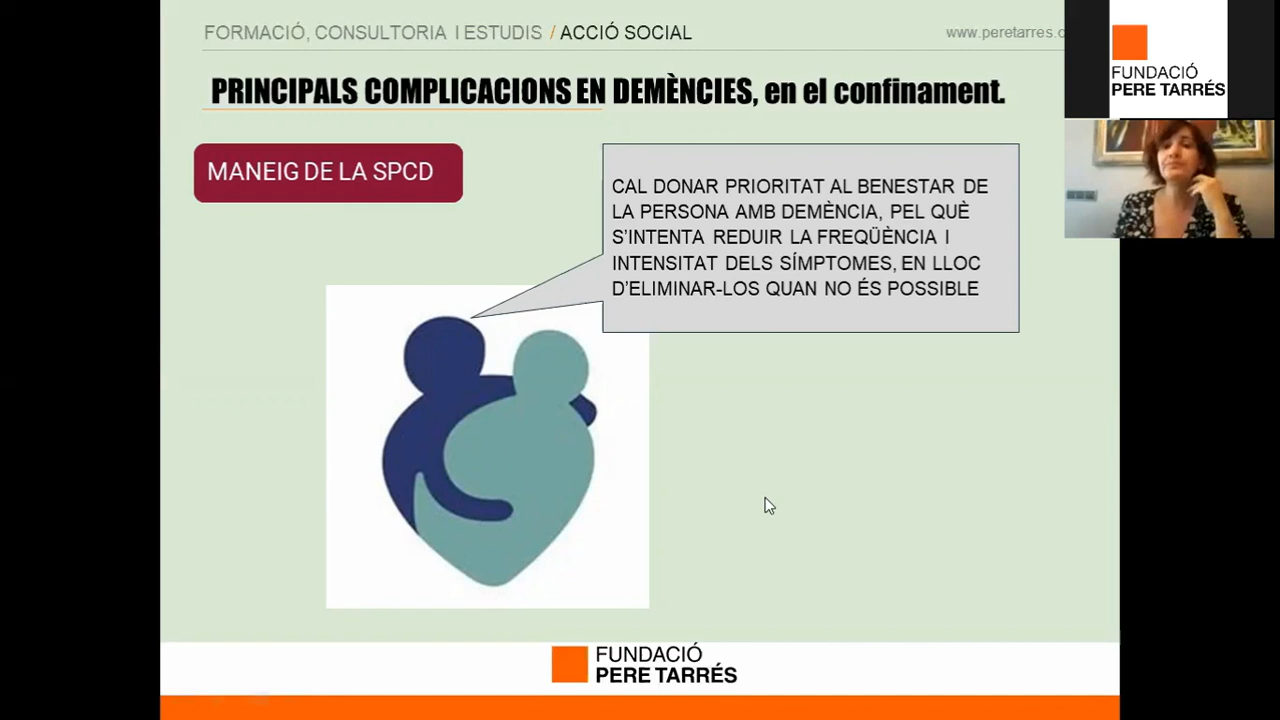 FORMACIÓ, CONSULTORIA I ESTUDIS / ACCIÓ SOCIAL
www.peretarres.o
FUNDACIÓ
PERE TARRÉS
PRINCIPALS COMPLICACIONS EN DEMÈNCIES, en el confinament.
MANEIG DE LA SPCD
CAL DONAR PRIORITAT AL BENESTAR DE
LA PERSONA AMB DEMÈNCIA, PEL QUÈ
S'INTENTA REDUIR LA FREQÜÈNCIA I
INTENSITAT DELS SÍMPTOMES, EN LLOC
D'ELIMINAR-LOS QUAN NO ÉS POSSIBLE
FUNDACIÓ
PERE TARRÉS